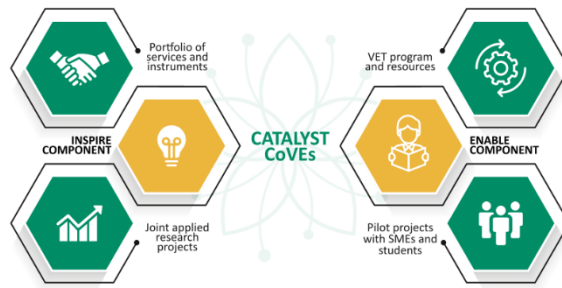 Portfolio of
services and
instruments
INSPIRE
COMPONENT
Joint applied
research
projects
CATALYST
CoVEs
VET program
and resources
ENABLE
COMPONENT
Pilot projects
with SMEs and
students